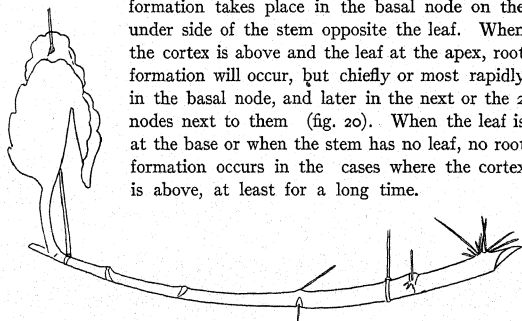 formation takes place in the basal node on the
under side of the stem opposite the leaf. When
the cortex is above and the leaf at the apex, root
formation will occur, but chiefly or most rapidly
in the basal node, and later in the next or the 2
nodes next to them (fig. 20). When the leaf is
at the base or when the stem has no leaf, no root
formation occurs in the cases where the cortex
is above, at least for a long time.